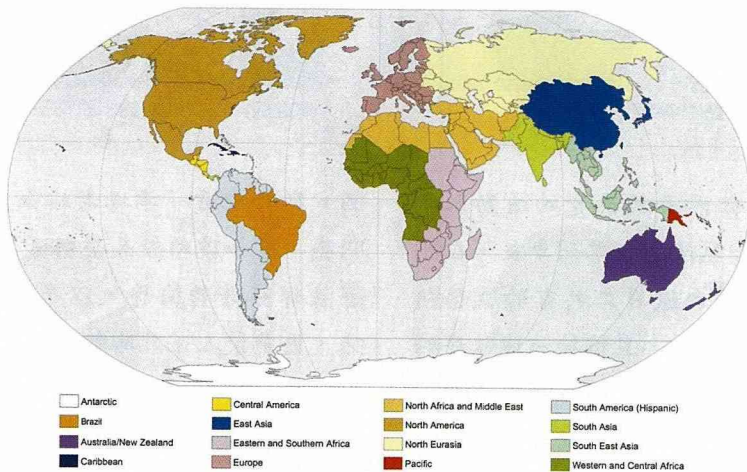 Antarctic
Brazil
Australia/New Zealand
Caribbean
Central America
East Asia
Eastern and Southern Africa
Europe
North Africa and Middle East
North America
North Eurasia
Pacific
South America (Hispanic)
South Asia
South East Asia
Western and Central Africa